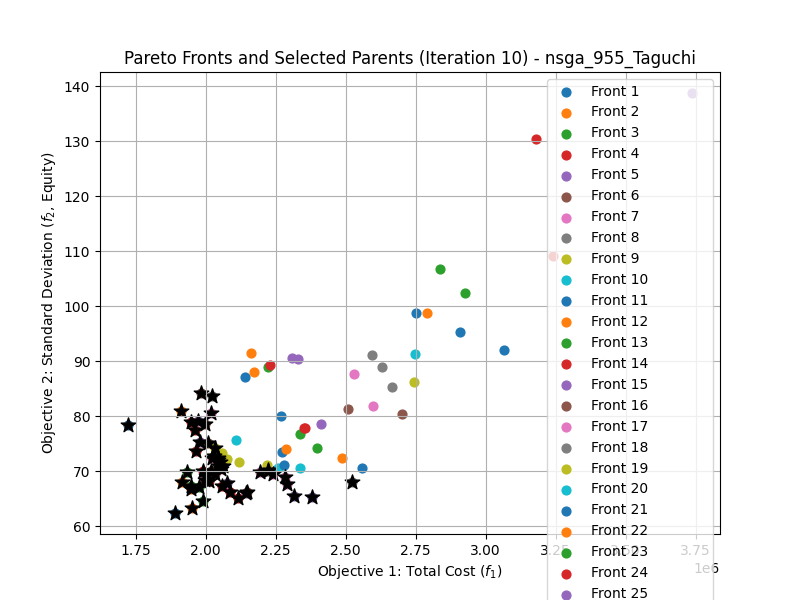 Pareto Fronts and Selected Parents (Iteration 10) - nsga_955_Taguchi
Objective 2: Standard Deviation (f2, Equity)
140
130
120
110
100
90
80
70
60
1.75
2.00
2.25
2.50
2.75
3.00
3.25
3.50
3.75
1e6
Objective 1: Total Cost (f1)
Front 1
Front 2
Front 3
Front 4
Front 5
Front 6
Front 7
Front 8
Front 9
Front 10
Front 11
Front 12
Front 13
Front 14
Front 15
Front 16
Front 17
Front 18
Front 19
Front 20
Front 21
Front 22
Front 23
Front 24
Front 25